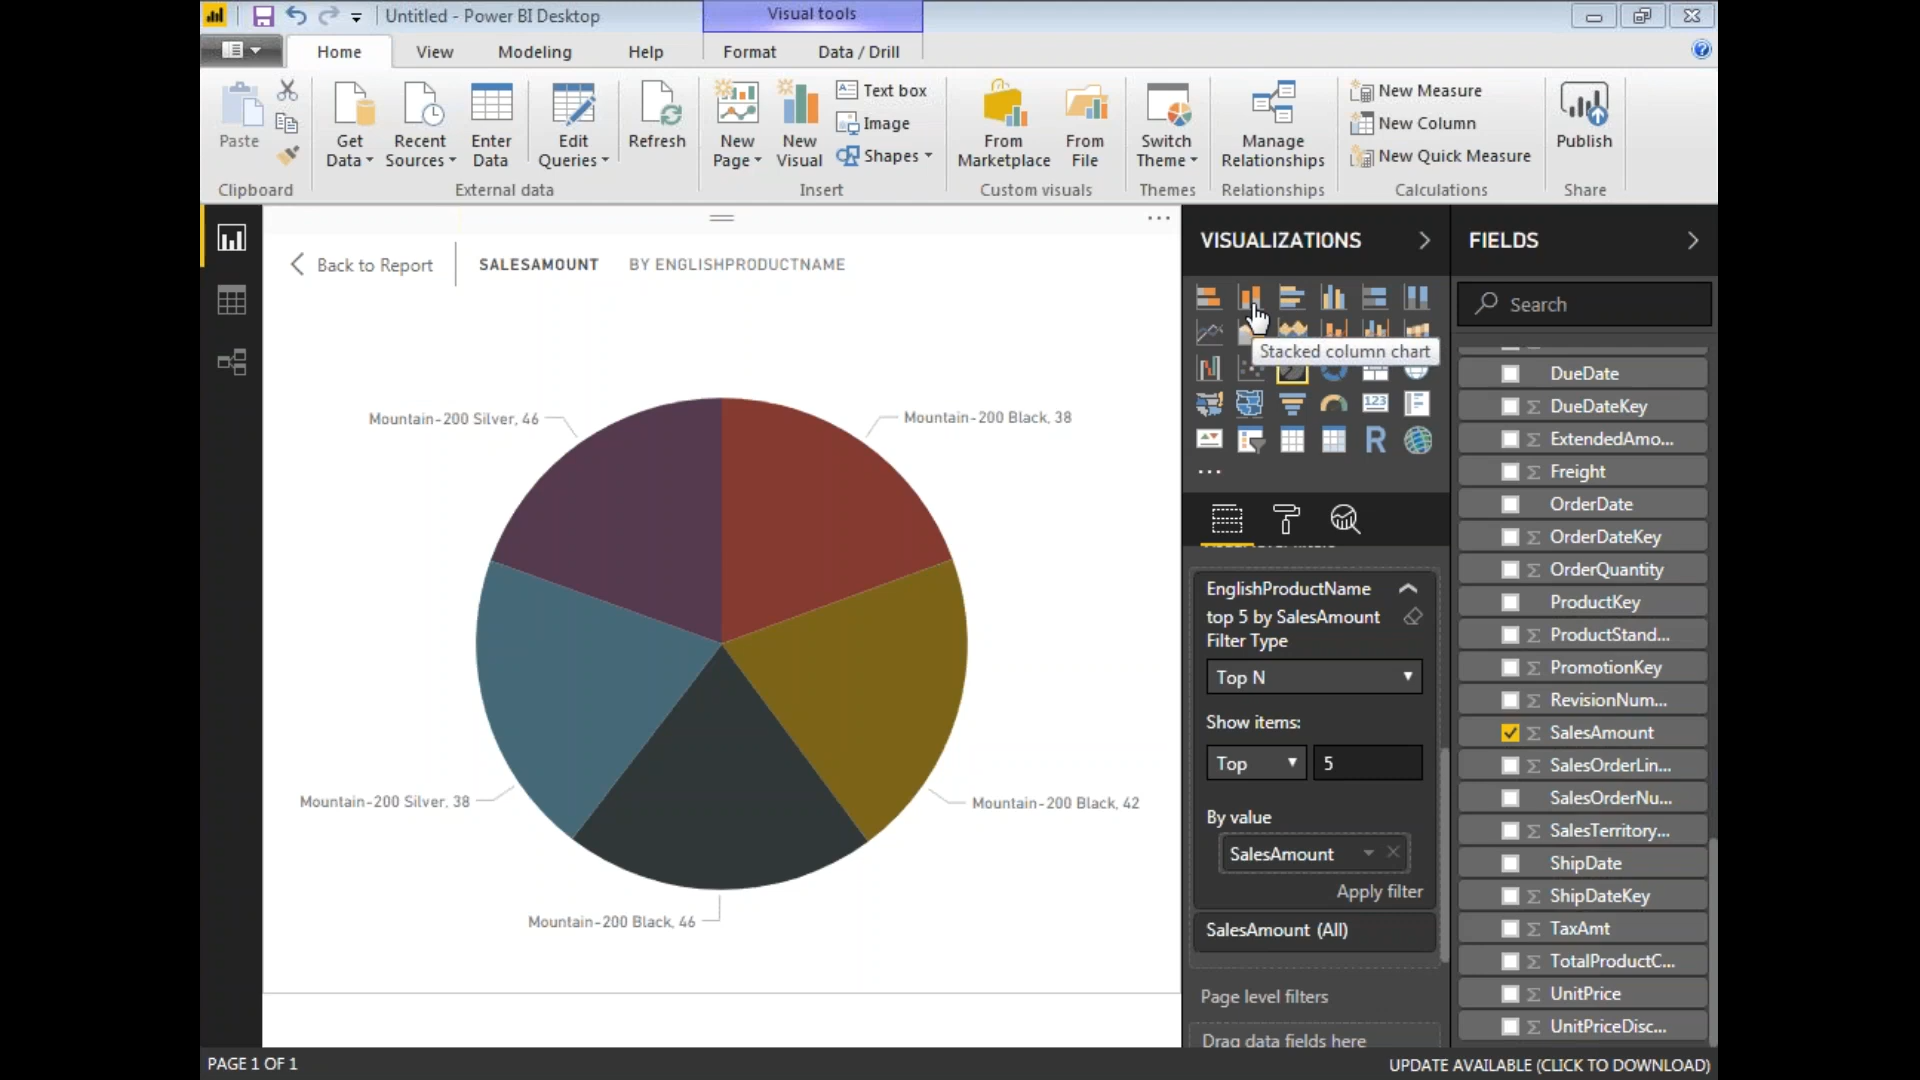 Untitled - Power BI Desktop
Visual tools
Home
View
Modeling
Help
Format
Data / Drill
Paste
Get Data
Recent Sources
Enter Data
Edit Queries
Refresh
New Page
New Visual
Text box
Image
Shapes
From Marketplace
From File
Switch Theme
Manage Relationships
New Measure
New Column
New Quick Measure
Publish
Clipboard
External data
Insert
Custom visuals
Themes
Relationships
Calculations
Share
Back to Report
SALESAMOUNT
BY ENGLISHPRODUCTNAME
Mountain-200 Silver, 46
Mountain-200 Black, 38
Mountain-200 Silver, 38
Mountain-200 Black, 42
Mountain-200 Black, 46
VISUALIZATIONS
Stacked column chart
123
R
EnglishProductName
top 5 by SalesAmount
Filter Type
Top N
Show items:
Top
5
By value
SalesAmount
Apply filter
SalesAmount (All)
Page level filters
Drag data fields here
FIELDS
Search
DueDate
Σ DueDateKey
Σ ExtendedAmo...
Σ Freight
OrderDate
Σ OrderDateKey
Σ OrderQuantity
ProductKey
Σ ProductStand...
Σ PromotionKey
Σ RevisionNum...
Σ SalesAmount
Σ SalesOrderLin...
SalesOrderNu...
Σ SalesTerritory...
ShipDate
Σ ShipDateKey
Σ TaxAmt
Σ TotalProductC...
Σ UnitPrice
Σ UnitPriceDisc...
PAGE 1 OF 1
UPDATE AVAILABLE (CLICK TO DOWNLOAD)